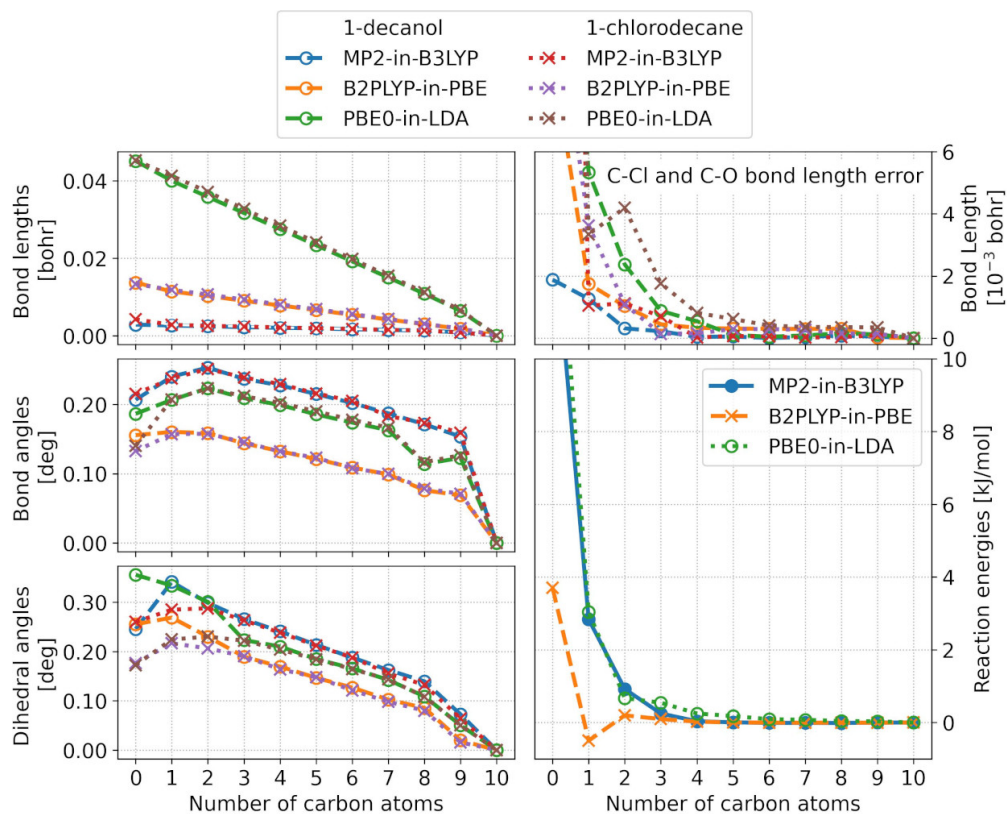 1-decanol 1-chlorodecane
MP2-in-B3LYP MP2-in-B3LYP
B2PLYP-in-PBE B2PLYP-in-PBE
PBE0-in-LDA PBE0-in-LDA
Bond lengths
[bohr]
0.04
0.02
0.00
C-Cl and C-O bond length error
6
4
2
0
Bond Length
[10⁻³ bohr]
Bond angles
[deg]
0.20
0.10
0.00
Dihedral angles
[deg]
0.30
0.20
0.10
0.00
0 1 2 3 4 5 6 7 8 9 10
Number of carbon atoms
MP2-in-B3LYP
B2PLYP-in-PBE
PBE0-in-LDA
10
8
6
4
2
0
Reaction energies [kJ/mol]
0 1 2 3 4 5 6 7 8 9 10
Number of carbon atoms